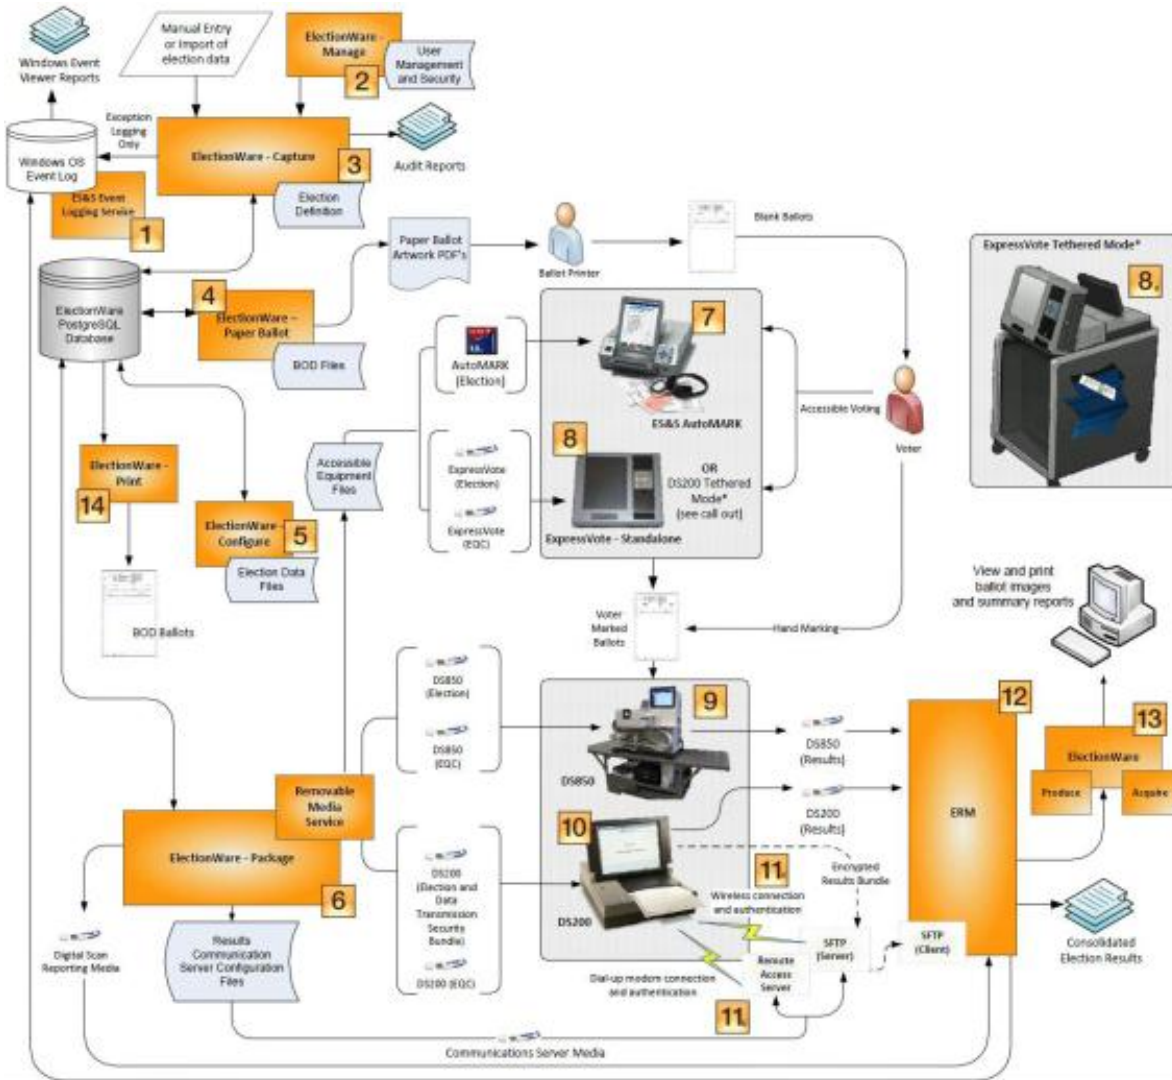 Manual Entry
or Import of
election data
ElectionWare -
Manage
2
User
Management
and Security
Windows Event
Viewer Reports
Exception
Logging
Only
ElectionWare - Capture
3
Audit Reports
Windows OS
Event Log
ES&S Event
Logging Service
1
Election
Definition
Paper Ballot
Artwork PDF's
Ballot Printer
Blank Ballots
ExpressVote Tethered Mode*
8
ElectionWare
PostgreSQL
Database
4
ElectionWare –
Paper Ballot
BOD Files
AutoMARK
(Election)
7
ES&S AutoMARK
Accessible Voting
Voter
ElectionWare -
Print
14
Accessible
Equipment
Files
ExpressVote
(Election)
ExpressVote
(EQC)
8
OR
DS200 Tethered
Mode*
(see call out)
ExpressVote - Standalone
ElectionWare -
Configure
5
Election Data
Files
BOD Ballots
Voter
Marked
Ballots
Hand Marking
View and print
ballot images
and summary reports
DS850
(Election)
DS850
(EQC)
9
DS850
DS850
(Results)
12
ERM
13
ElectionWare
Produce
Acquire
Removable
Media
Service
ElectionWare - Package
6
DS200
(Election and
Data
Transmission
Security
Bundle)
DS200 (EQC)
10
DS200
DS200
(Results)
Encrypted
Results Bundle
11
Wireless connection
and authentication
SFTP
(Server)
SFTP
(Client)
Remote
Access
Server
Dial-up modem connection
and authentication
11
Consolidated
Election Results
Digital Scan
Reporting Media
Results
Communication
Server Configuration
Files
Communications Server Media